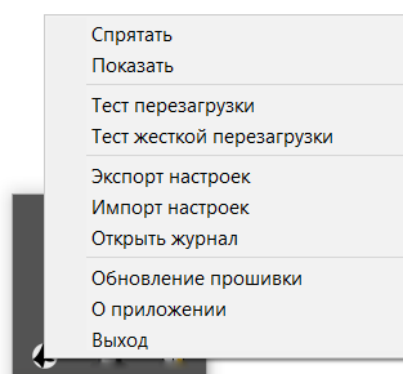 Спрятать
Показать
Тест перезагрузки
Тест жесткой перезагрузки
Экспорт настроек
Импорт настроек
Открыть журнал
Обновление прошивки
О приложении
Выход